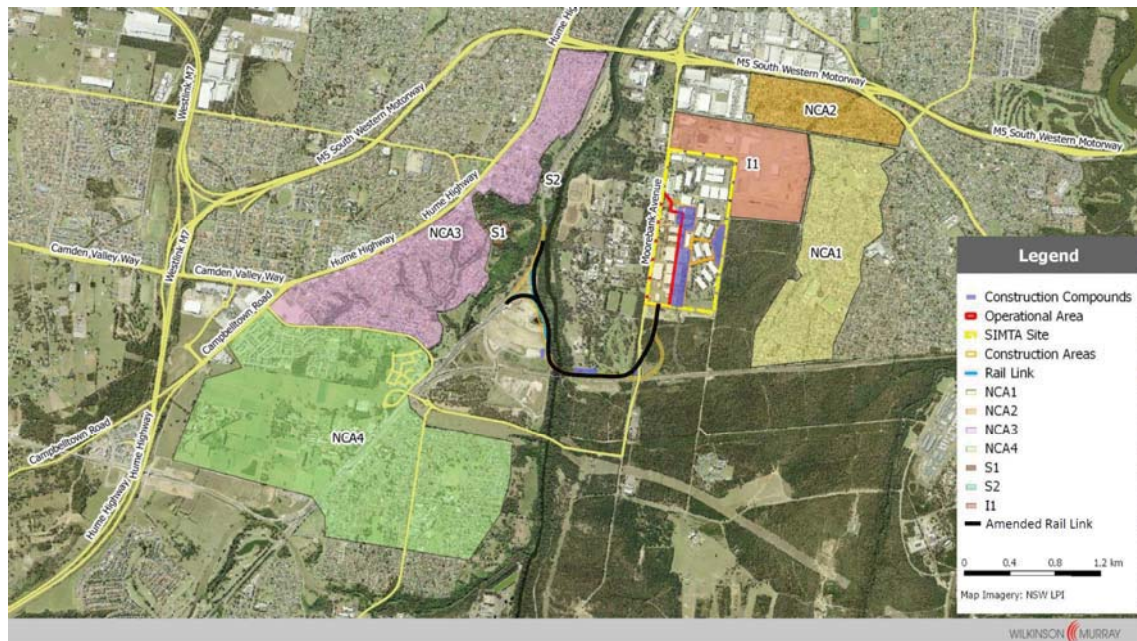 Westlink M7
M5 South Western Motorway
Hume Highway
Hume High
M5 South Western Motorway
M5 South Western Motorway
NCA2
I1
S2
Hume Highway
NCA3
S1
Moorebank Avenue
NCA1
Camden Valley Way
Camden Valley Way
Westlink M7
Campbelltown Road
NCA4
Campbelltown Road
Hume Highway
Hume Highway
Legend
Construction Compounds
Operational Area
SIMTA Site
Construction Areas
Rail Link
NCA1
NCA2
NCA3
NCA4
S1
S2
I1
Amended Rail Link
0 0.4 0.8 1.2 km
Map Imagery: NSW LPI
WILKINSON MURRAY